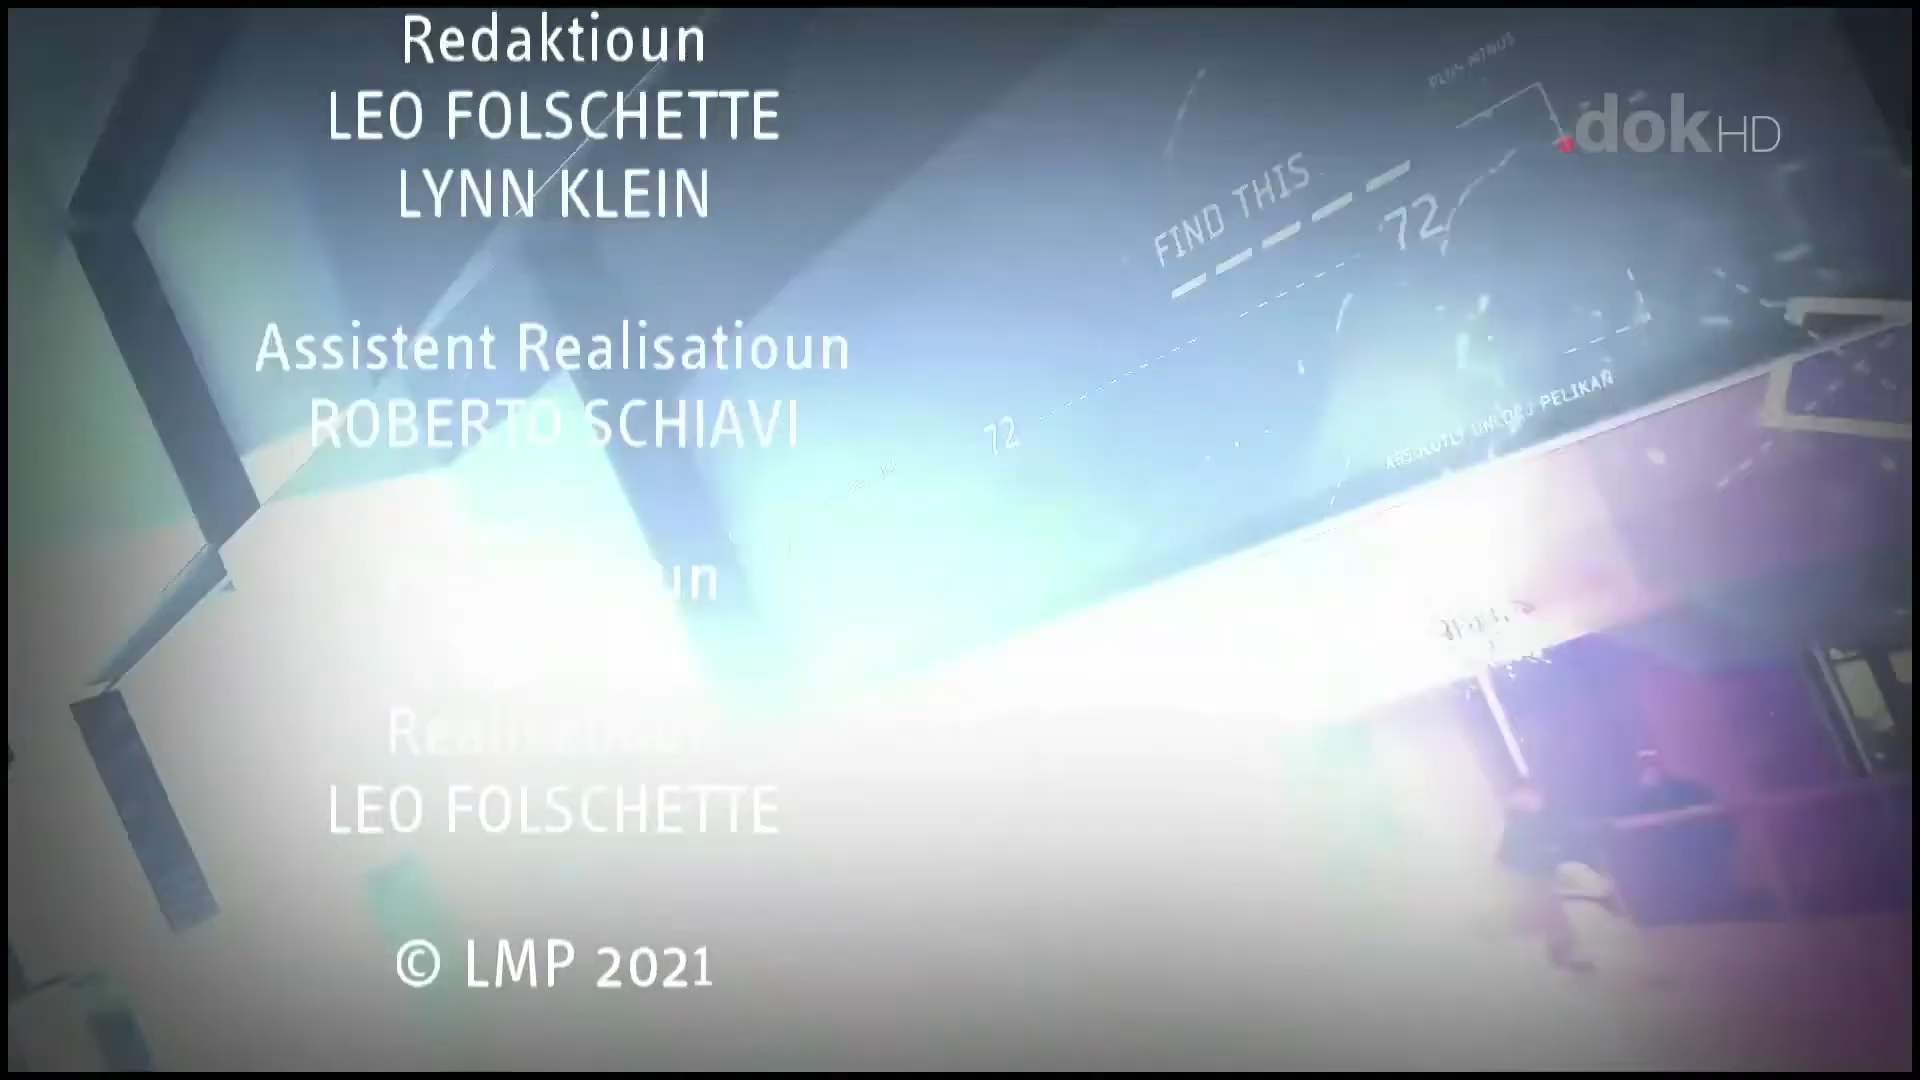 Redaktioun
LEO FOLSCHETTE
LYNN KLEIN
Assistent Realisatioun
ROBERTO SCHIAVI
LEO FOLSCHETTE
© LMP 2021
.dok HD
FIND THIS
72
72
PELIKAN